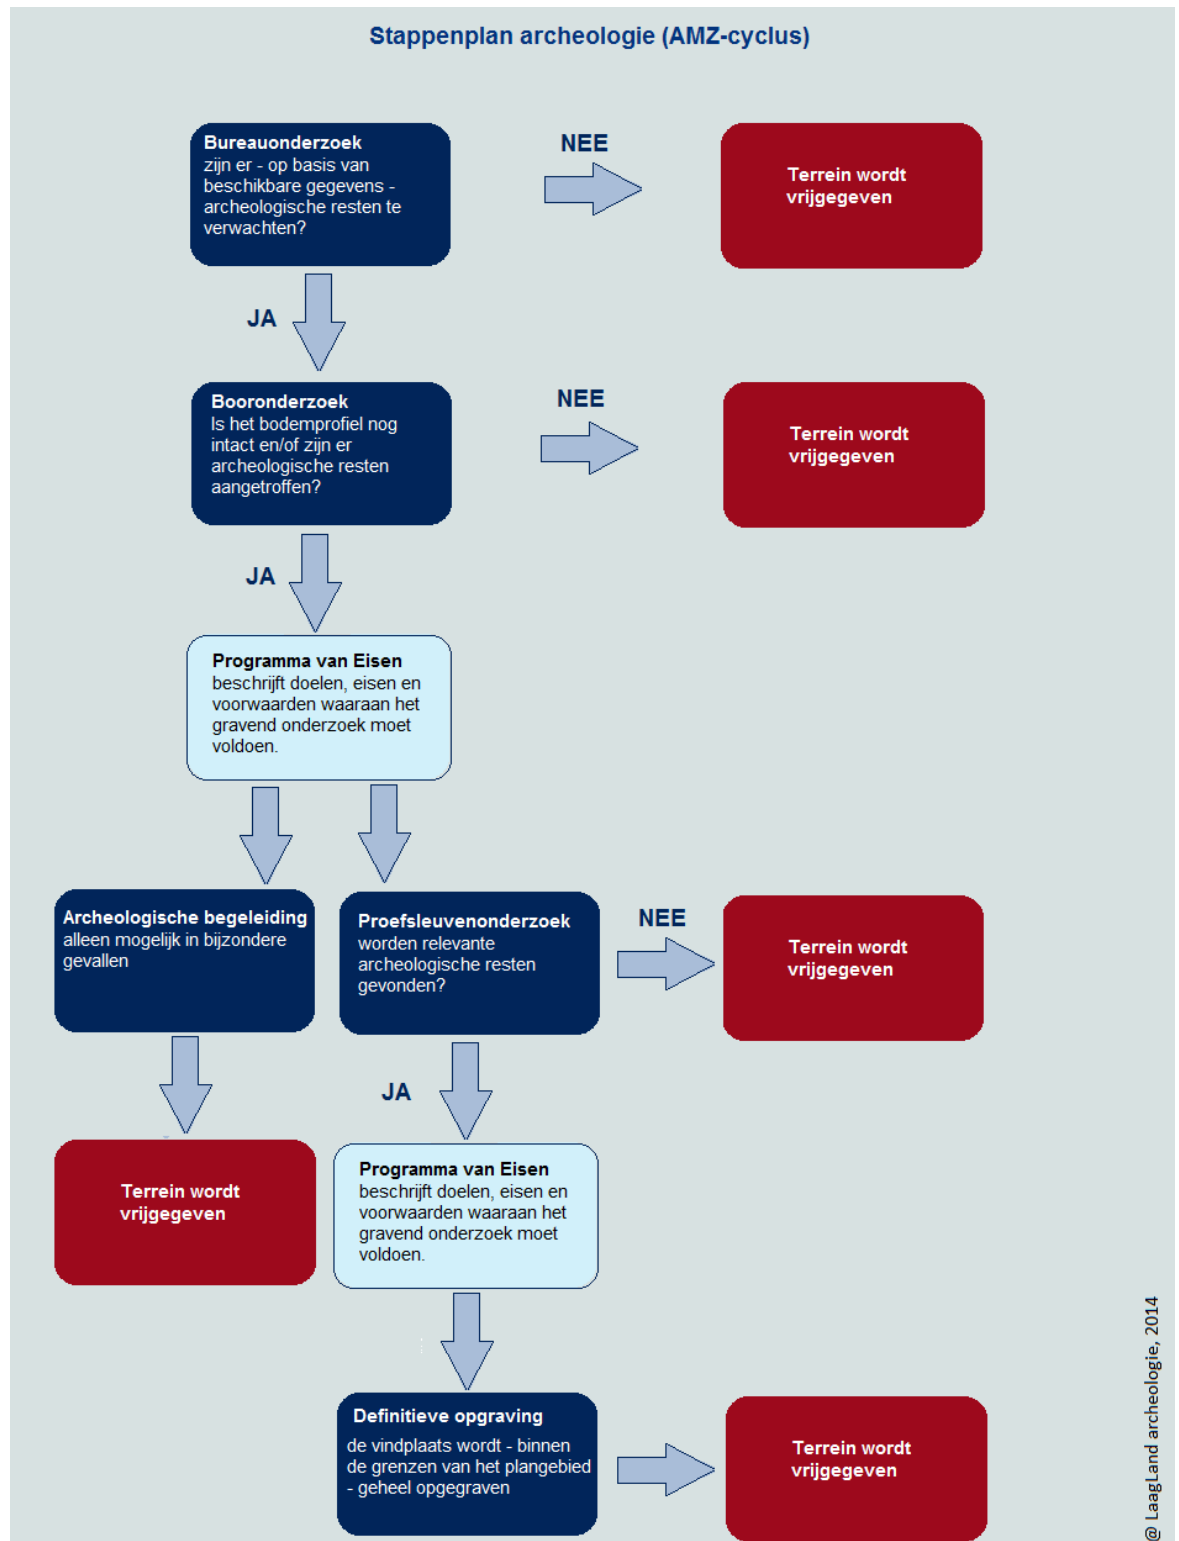 Stappenplan archeologie (AMZ-cyclus)
Bureauonderzoek
zijn er - op basis van
beschikbare gegevens -
archeologische resten te
verwachten?
NEE
Terrein wordt
vrijgegeven
JA
Booronderzoek
Is het bodemprofiel nog
intact en/of zijn er
archeologische resten
aangetroffen?
NEE
Terrein wordt
vrijgegeven
JA
Programma van Eisen
beschrijft doelen, eisen en
voorwaarden waaraan het
gravend onderzoek moet
voldoen.
Archeologische begeleiding
alleen mogelijk in bijzondere
gevallen
Proefsleuvenonderzoek
worden relevante
archeologische resten
gevonden?
NEE
Terrein wordt
vrijgegeven
JA
Terrein wordt
vrijgegeven
Programma van Eisen
beschrijft doelen, eisen en
voorwaarden waaraan het
gravend onderzoek moet
voldoen.
Definitieve opgraving
de vindplaats wordt - binnen
de grenzen van het plangebied
- geheel opgegraven
Terrein wordt
vrijgegeven
@ LaagLand archeologie, 2014